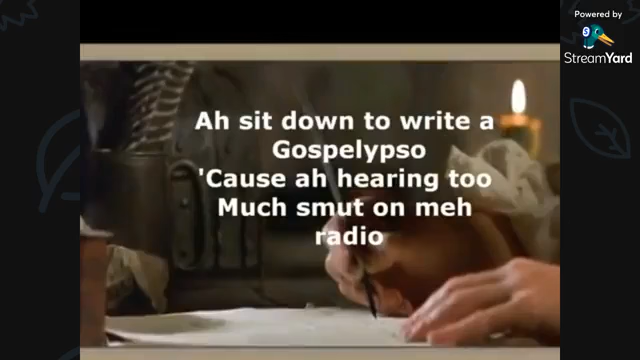 Powered by
StreamYard
Ah sit down to write a
Gospelypso
'Cause ah hearing too
Much smut on meh
radio